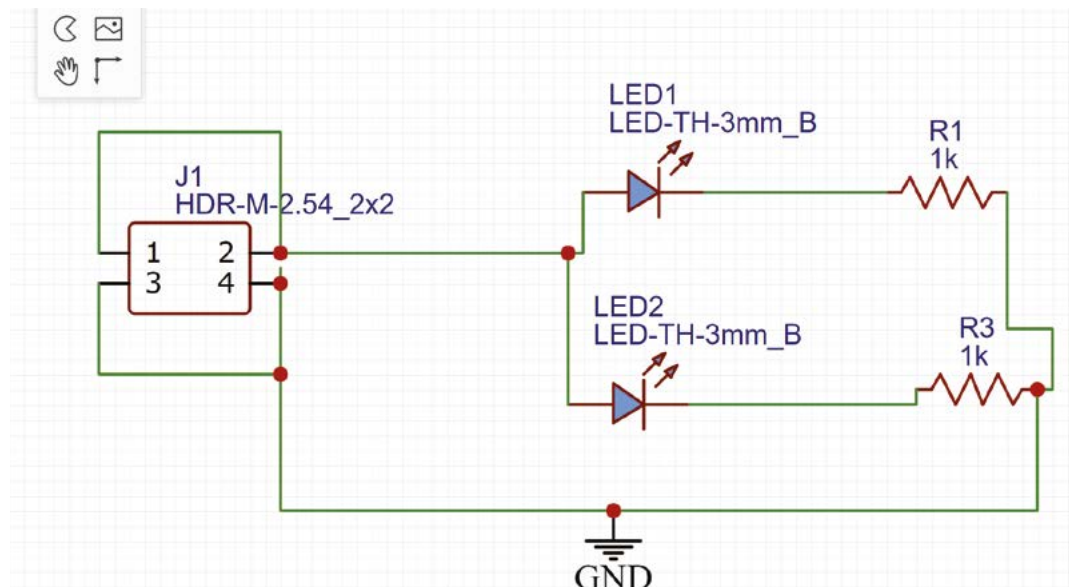 LED1
LED-TH-3mm_B
R1
1k
J1
HDR-M-2.54_2x2
1 2
3 4
LED2
LED-TH-3mm_B
R3
1k
GND